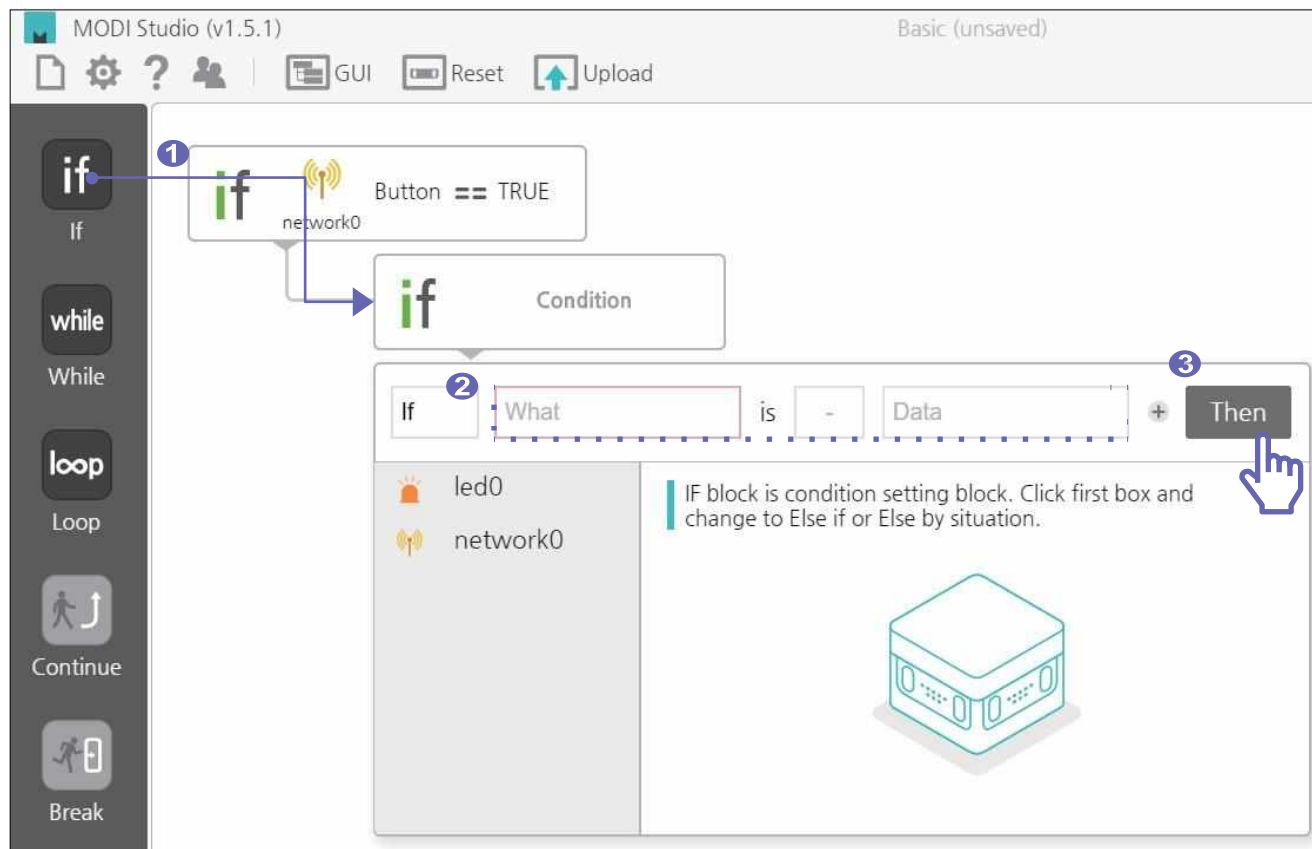 MODI Studio (v1.5.1)
Basic (unsaved)
GUI Reset Upload
if
If
while
While
loop
Loop
Continue
Break
1
if network0 Button == TRUE
if Condition
2
3
If What is - Data + Then
led0
network0
IF block is condition setting block. Click first box and
change to Else if or Else by situation.